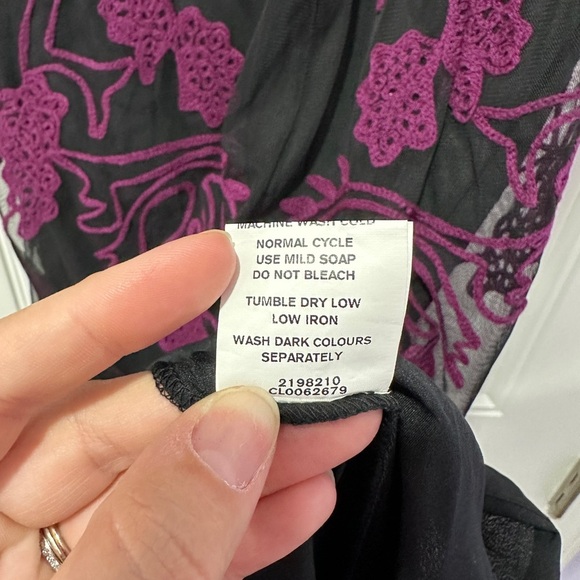 MACHINE WASH COLD
NORMAL CYCLE
USE MILD SOAP
DO NOT BLEACH
TUMBLE DRY LOW
LOW IRON
WASH DARK COLOURS
SEPARATELY
2198210
CL0062679